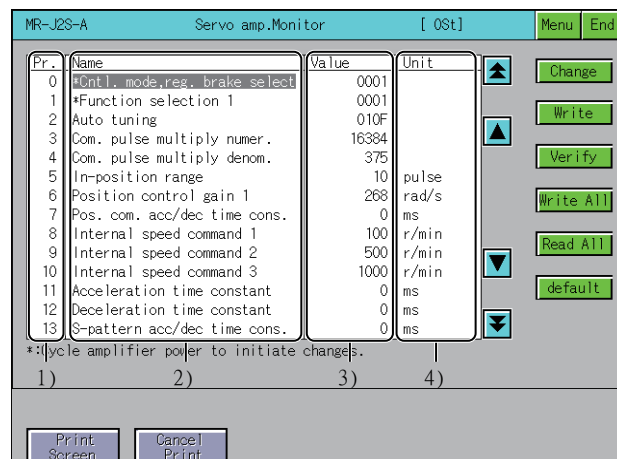 MR-J2S-A Servo amp.Monitor [ 0St] Menu End
Pr. Name Value Unit
0 *Cntl. mode,reg. brake select 0001
1 *Function selection 1 0001
2 Auto tuning 010F
3 Com. pulse multiply numer. 16384
4 Com. pulse multiply denom. 375
5 In-position range 10 pulse
6 Position control gain 1 268 rad/s
7 Pos. com. acc/dec time cons. 0 ms
8 Internal speed command 1 100 r/min
9 Internal speed command 2 500 r/min
10 Internal speed command 3 1000 r/min
11 Acceleration time constant 0 ms
12 Deceleration time constant 0 ms
13 S-pattern acc/dec time cons. 0 ms
*:Cycle amplifier power to initiate changes.
Change
Write
Verify
Write All
Read All
default
1) 2) 3) 4)
Print Screen
Cancel Print